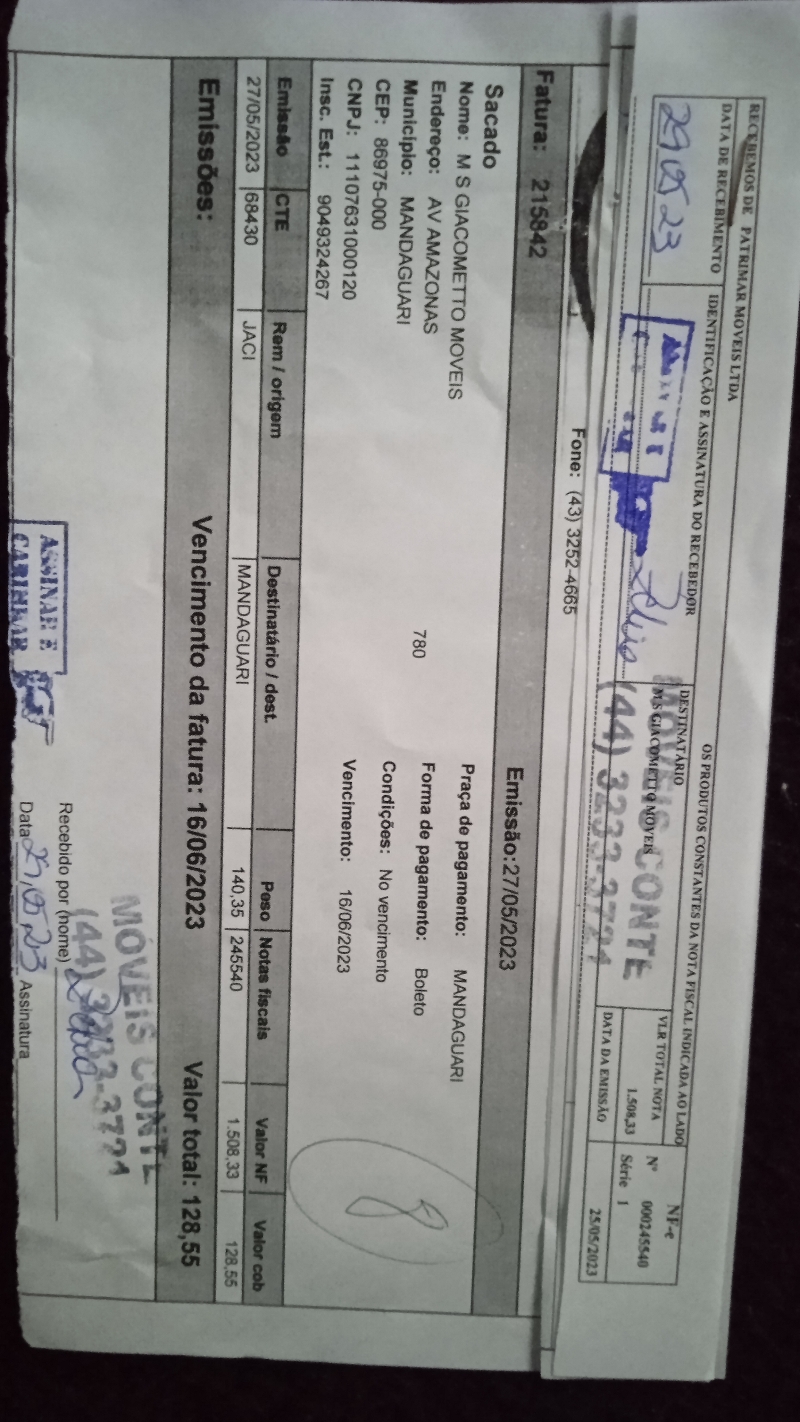 RECEBEMOS DE PATRIMAR MOVEIS LTDA
OS PRODUTOS CONSTANTES DA NOTA FISCAL INDICADA AO LADO
DATA DE RECEBIMENTO
IDENTIFICAÇÃO E ASSINATURA DO RECEBEDOR
DESTINATÁRIO
MS GIACOMETTO MOVEIS
VLR TOTAL NOTA
1.508,33
DATA DA EMISSÃO
25/05/2023
NF-e
Nº 000245540
Série 1
29 05 23
MOVEIS CONTE
(44) 3233-3721
Fone: (43) 3252-4665
Fatura: 215842 Emissão:27/05/2023
Sacado
Nome: M S GIACOMETTO MOVEIS
Endereço: AV AMAZONAS 780
Município: MANDAGUARI
CEP: 86975-000
CNPJ: 11107631000120
Insc. Est.: 9049324267
Praça de pagamento: MANDAGUARI
Forma de pagamento: Boleto
Condições: No vencimento
Vencimento: 16/06/2023
8
Emissão CTE Rem / origem Destinatário / dest. Peso Notas fiscais Valor NF Valor cob
27/05/2023 68430 JACI MANDAGUARI 140,35 245540 1.508,33 128,55
Emissões: Vencimento da fatura: 16/06/2023 Valor total: 128,55
MÓVEIS CONTE
(44) 3233-3721
ASSINAR E
CARIMBAR
Recebido por (nome)
Data 29,05,23 Assinatura